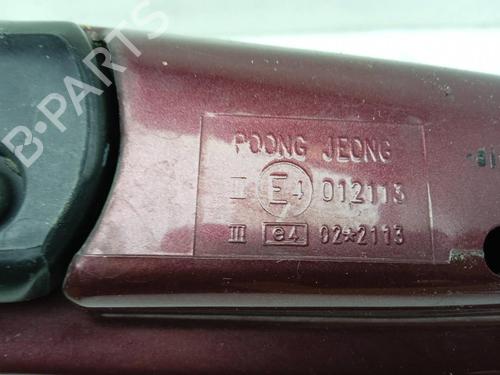 B-PARTS
POONG JEONG
II E4 012113
III e4 02*2113